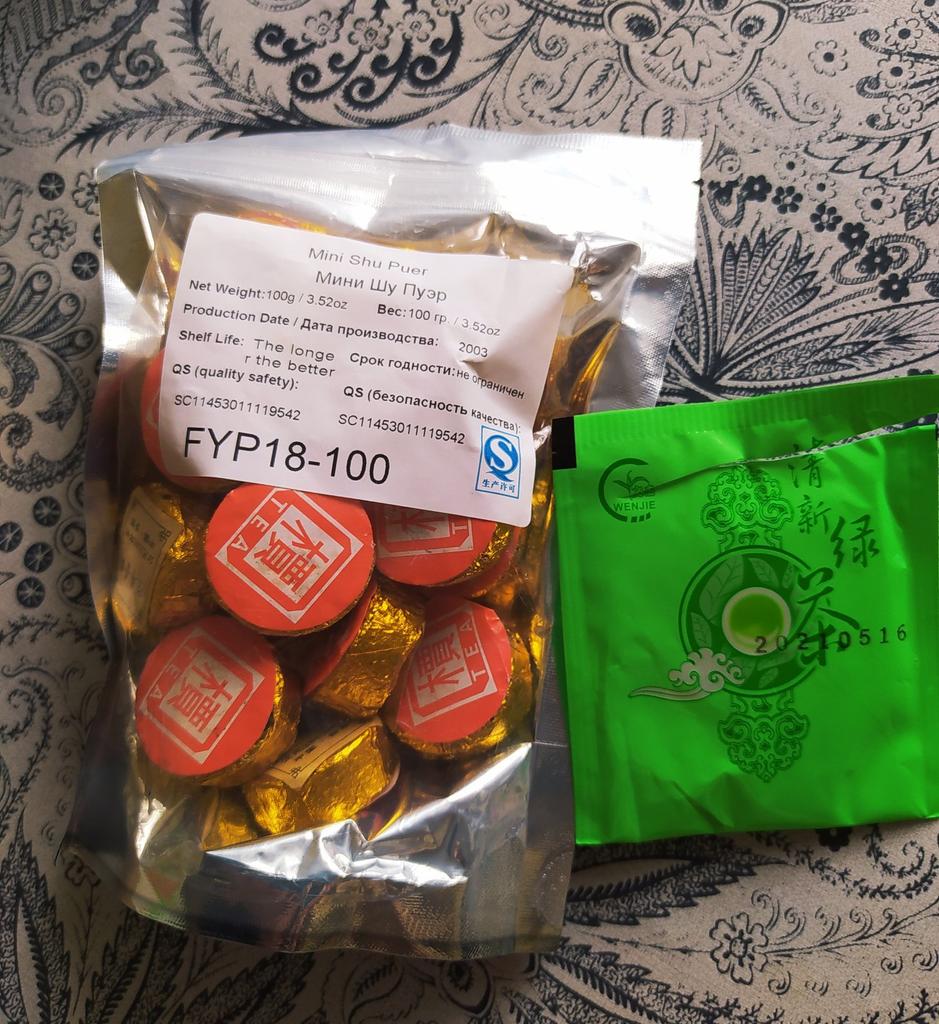 Mini Shu Puer
Мини Шу Пуэр
Net Weight:100g / 3.52oz Вес:100 гр. / 3.52oz
Production Date / Дата производства: 2003
Shelf Life: The longe
r the better
Срок годности:не ограничен
QS (quality safety): QS (безопасность качества):
SC11453011119542 SC11453011119542
FYP18-100
QS
生产许可
TEA
TEA
TEA
TEA
WENJIE
清新
绿茶
20210516